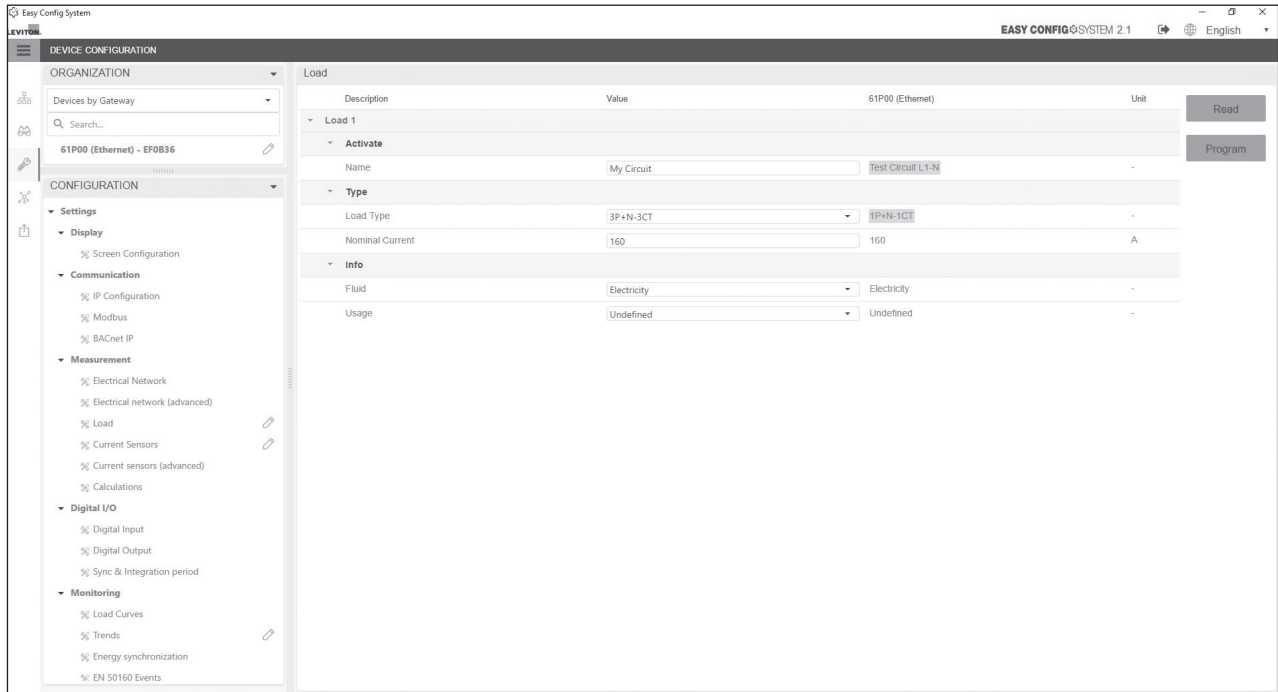 Easy Config System
LEVITON.
EASY CONFIG SYSTEM 2.1 English
DEVICE CONFIGURATION
ORGANIZATION
Devices by Gateway
Search...
61P00 (Ethernet) - EF0B36
CONFIGURATION
Settings
Display
Screen Configuration
Communication
IP Configuration
Modbus
BACnet IP
Measurement
Electrical Network
Electrical network (advanced)
Load
Current Sensors
Current sensors (advanced)
Calculations
Digital I/O
Digital Input
Digital Output
Sync & Integration period
Monitoring
Load Curves
Trends
Energy synchronization
EN 50160 Events
Load
Description Value 61P00 (Ethernet) Unit
Load 1
Activate
Name My Circuit Test Circuit L1-N -
Type
Load Type 3P+N-3CT 1P+N-1CT -
Nominal Current 160 160 A
Info
Fluid Electricity Electricity -
Usage Undefined Undefined -
Read
Program